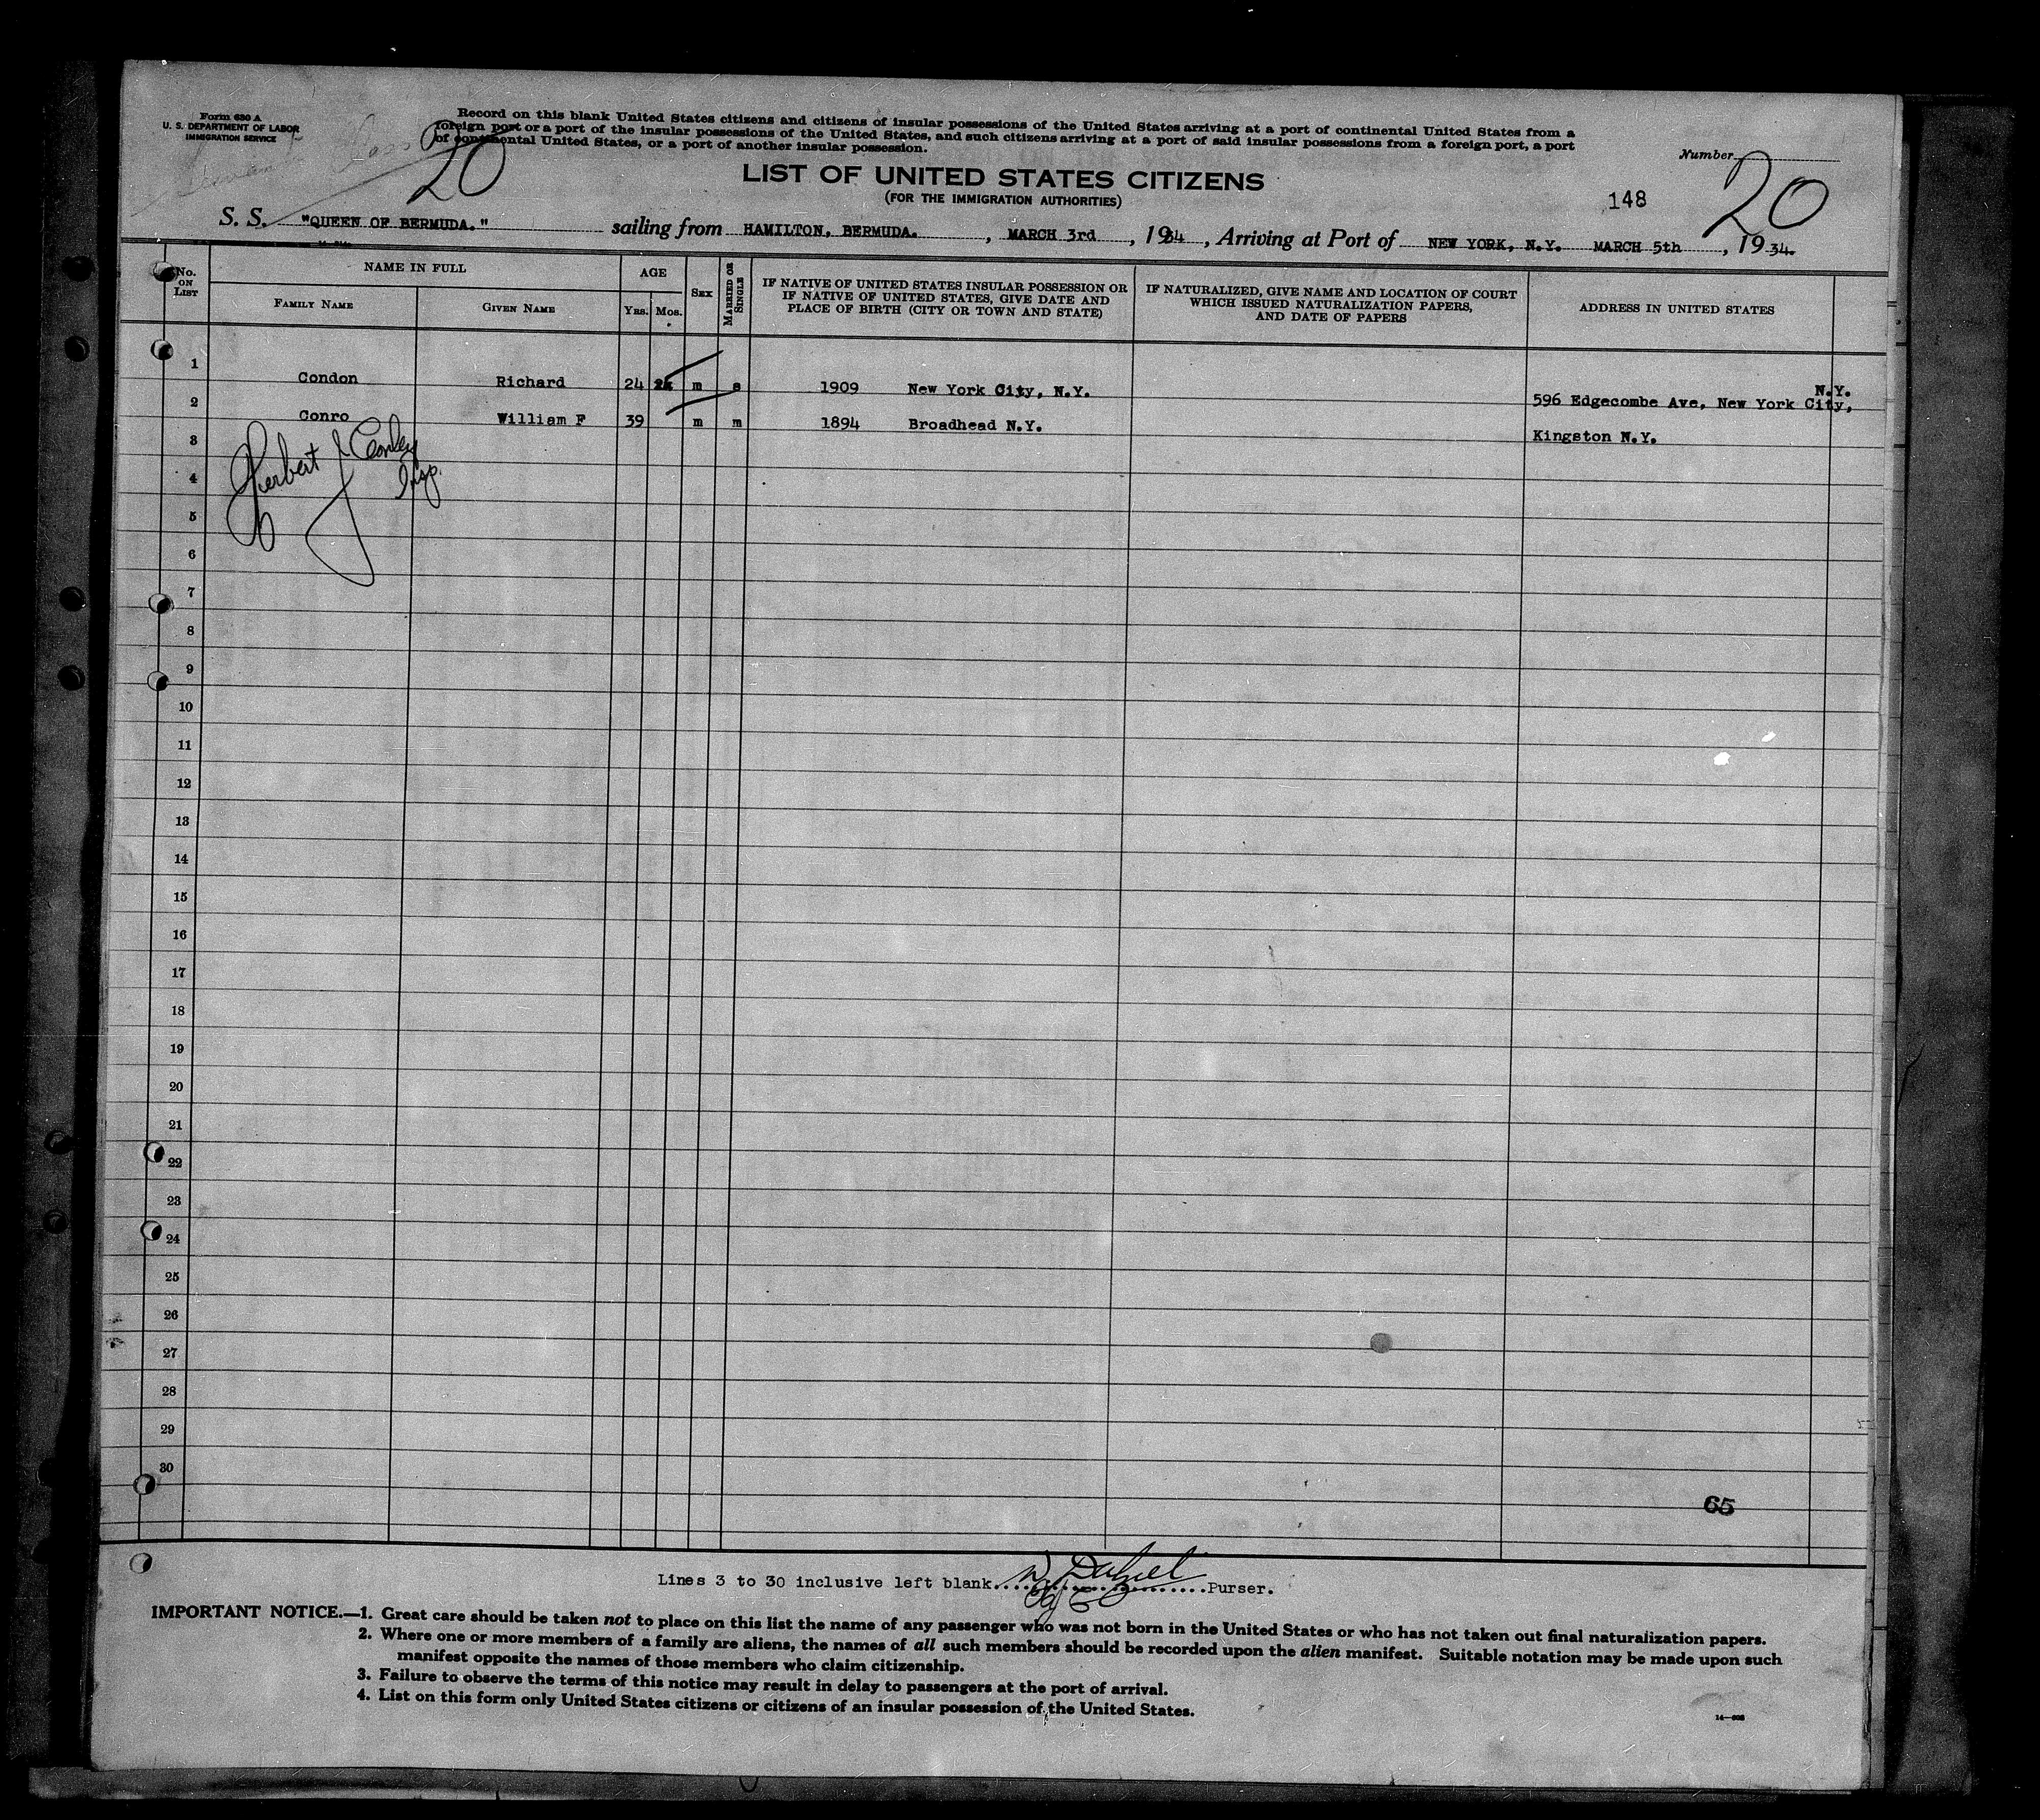 Form 630 A
U. S. DEPARTMENT OF LABOR
IMMIGRATION SERVICE
Record on this blank United States citizens and citizens of insular possessions of the United States arriving at a port of continental United States from a
foreign port or a port of the insular possessions of the United States, and such citizens arriving at a port of said insular possessions from a foreign port, a port
of continental United States, or a port of another insular possession.
20
LIST OF UNITED STATES CITIZENS
(FOR THE IMMIGRATION AUTHORITIES)
Number
148
20
S. S. "QUEEN OF BERMUDA." sailing from HAMILTON, BERMUDA. , MARCH 3rd , 1934 , Arriving at Port of NEW YORK, N.Y. MARCH 5th , 1934.
No. ON LIST
NAME IN FULL
FAMILY NAME
GIVEN NAME
AGE
YRS. MOS.
SEX
MARRIED OR SINGLE
IF NATIVE OF UNITED STATES INSULAR POSSESSION OR
IF NATIVE OF UNITED STATES, GIVE DATE AND
PLACE OF BIRTH (CITY OR TOWN AND STATE)
IF NATURALIZED, GIVE NAME AND LOCATION OF COURT
WHICH ISSUED NATURALIZATION PAPERS,
AND DATE OF PAPERS
ADDRESS IN UNITED STATES
1 Condon Richard 24 m s 1909 New York City, N.Y. 596 Edgecombe Ave, New York City, N.Y.
2 Conro William F 39 m m 1894 Broadhead N.Y. Kingston N.Y.
3
Herbert J Conley
Insp.
4
5
6
7
8
9
10
11
12
13
14
15
16
17
18
19
20
21
22
23
24
25
26
27
28
29
30
65
Lines 3 to 30 inclusive left blank. Purser.
IMPORTANT NOTICE.—1. Great care should be taken not to place on this list the name of any passenger who was not born in the United States or who has not taken out final naturalization papers.
2. Where one or more members of a family are aliens, the names of all such members should be recorded upon the alien manifest. Suitable notation may be made upon such
manifest opposite the names of those members who claim citizenship.
3. Failure to observe the terms of this notice may result in delay to passengers at the port of arrival.
4. List on this form only United States citizens or citizens of an insular possession of the United States.